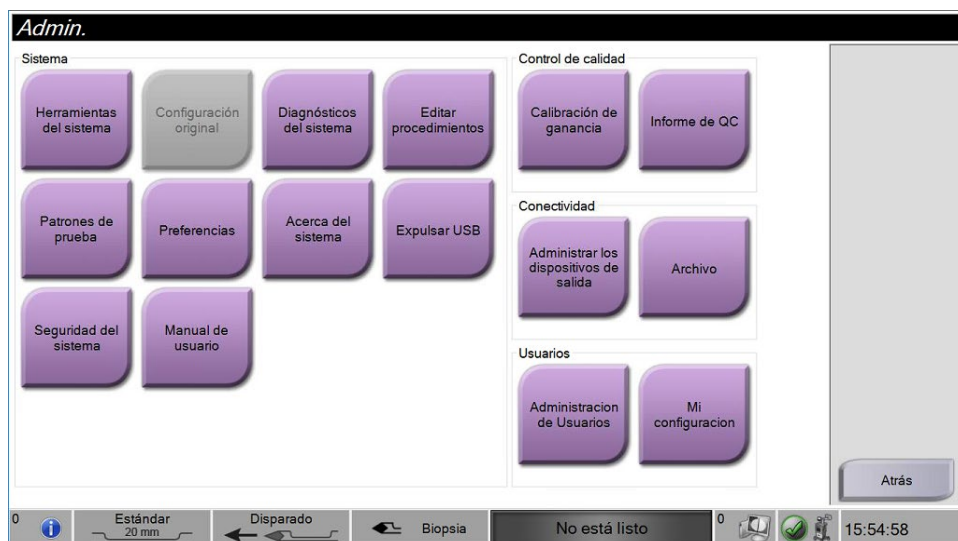 Admin.
Sistema
Herramientas
del sistema
Configuración
original
Diagnósticos
del sistema
Editar
procedimientos
Patrones de
prueba
Preferencias
Acerca del
sistema
Expulsar USB
Seguridad del
sistema
Manual de
usuario
Control de calidad
Calibración de
ganancia
Informe de QC
Conectividad
Administrar los
dispositivos de
salida
Archivo
Usuarios
Administracion
de Usuarios
Mi
configuracion
Atrás
0
Estándar
20 mm
Disparado
Biopsia
No está listo
0
15:54:58